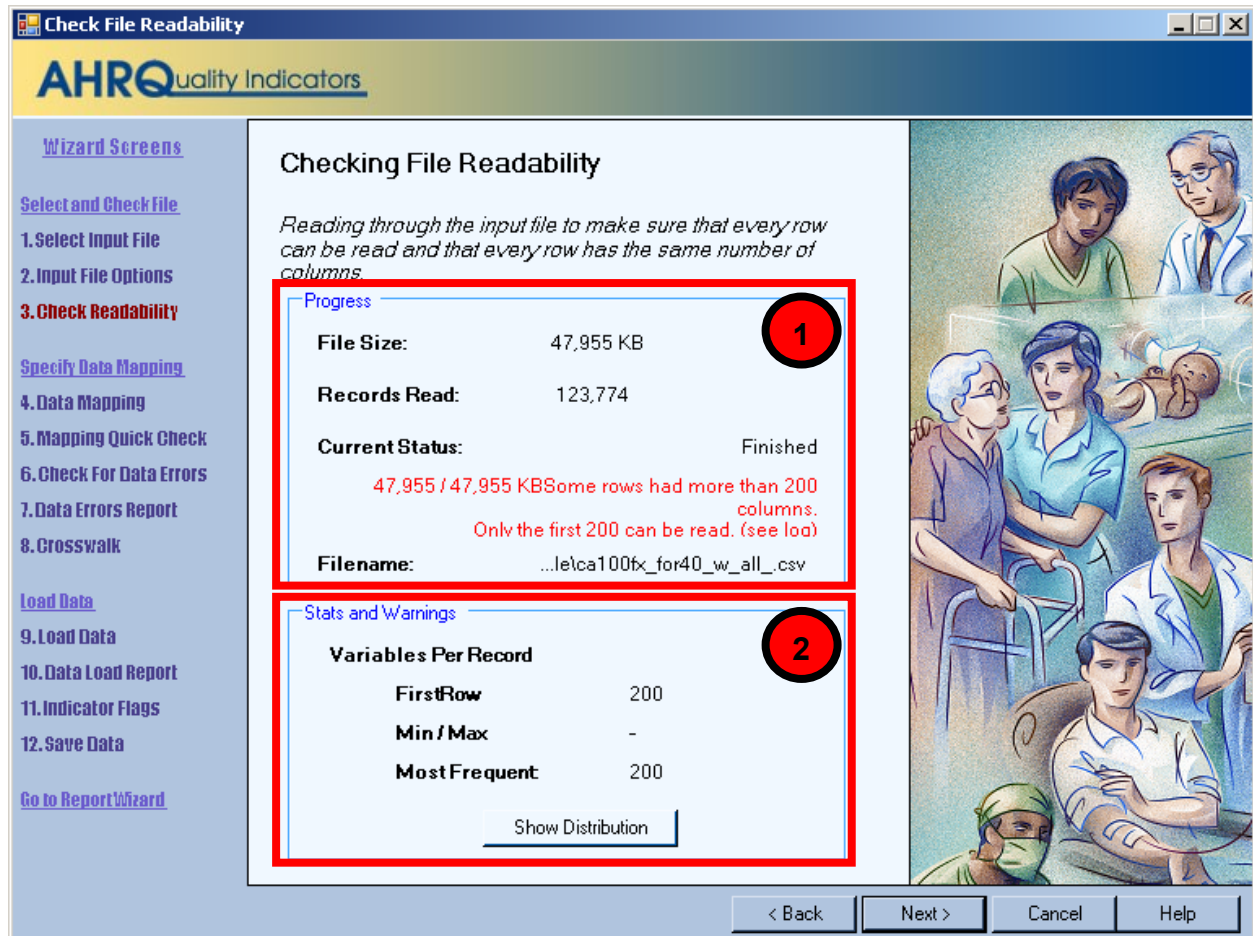 Check File Readability
AHRQuality Indicators
Wizard Screens
Select and Check File
1. Select Input File
2. Input File Options
3. Check Readability
Specify Data Mapping
4. Data Mapping
5. Mapping Quick Check
6. Check For Data Errors
7. Data Errors Report
8. Crosswalk
Load Data
9. Load Data
10. Data Load Report
11. Indicator Flags
12. Save Data
Go to Report Wizard
Checking File Readability
Reading through the input file to make sure that every row
can be read and that every row has the same number of
columns.
Progress
1
File Size: 47,955 KB
Records Read: 123,774
Current Status: Finished
47,955 / 47,955 KBSome rows had more than 200
columns.
Only the first 200 can be read. (see log)
Filename: ...le\ca100fx_for40_w_all_.csv
Stats and Warnings
2
Variables Per Record
First Row 200
Min / Max -
Most Frequent: 200
Show Distribution
< Back
Next >
Cancel
Help